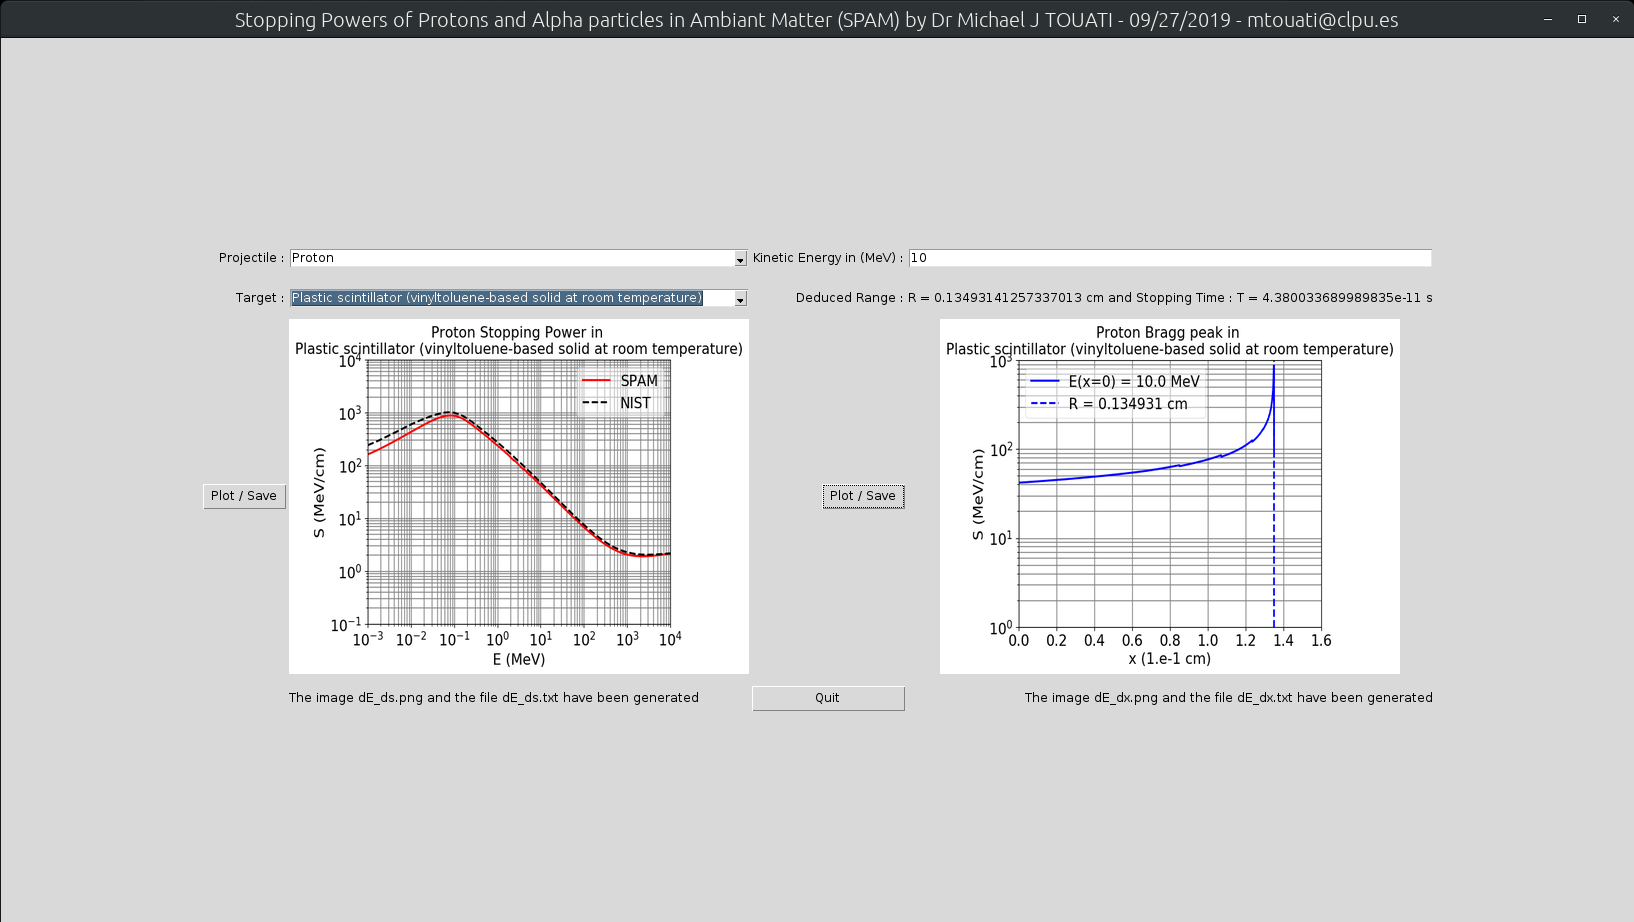 Stopping Powers of Protons and Alpha particles in Ambiant Matter (SPAM) by Dr Michael J TOUATI - 09/27/2019 - mtouati@clpu.es
Projectile : Proton Kinetic Energy in (MeV) : 10
Target : Plastic scintillator (vinyltoluene-based solid at room temperature) Deduced Range : R = 0.13493141257337013 cm and Stopping Time : T = 4.380033689989835e-11 s
Plot / Save
Proton Stopping Power in
Plastic scintillator (vinyltoluene-based solid at room temperature)
10^4
10^3
10^2
10^1
10^0
10^−1
S (MeV/cm)
SPAM
NIST
10^−3 10^−2 10^−1 10^0 10^1 10^2 10^3 10^4
E (MeV)
The image dE_ds.png and the file dE_ds.txt have been generated
Quit
Plot / Save
Proton Bragg peak in
Plastic scintillator (vinyltoluene-based solid at room temperature)
10^3
10^2
10^1
10^0
S (MeV/cm)
E(x=0) = 10.0 MeV
R = 0.134931 cm
0.0 0.2 0.4 0.6 0.8 1.0 1.2 1.4 1.6
x (1.e-1 cm)
The image dE_dx.png and the file dE_dx.txt have been generated